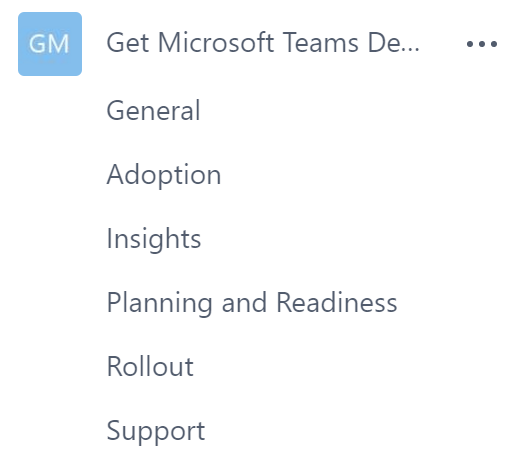 GM
Get Microsoft Teams De...
General
Adoption
Insights
Planning and Readiness
Rollout
Support